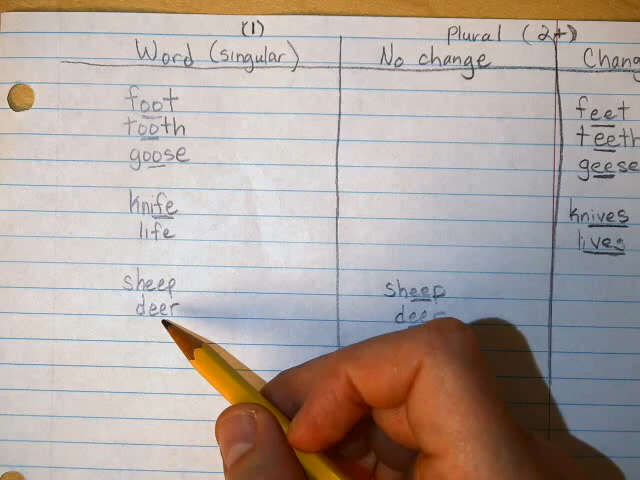 (1)
Plural (2+)
Word (singular) No change Chang
foot feet
tooth teeth
goose geese
knife knives
life lives
sheep sheep
deer deer